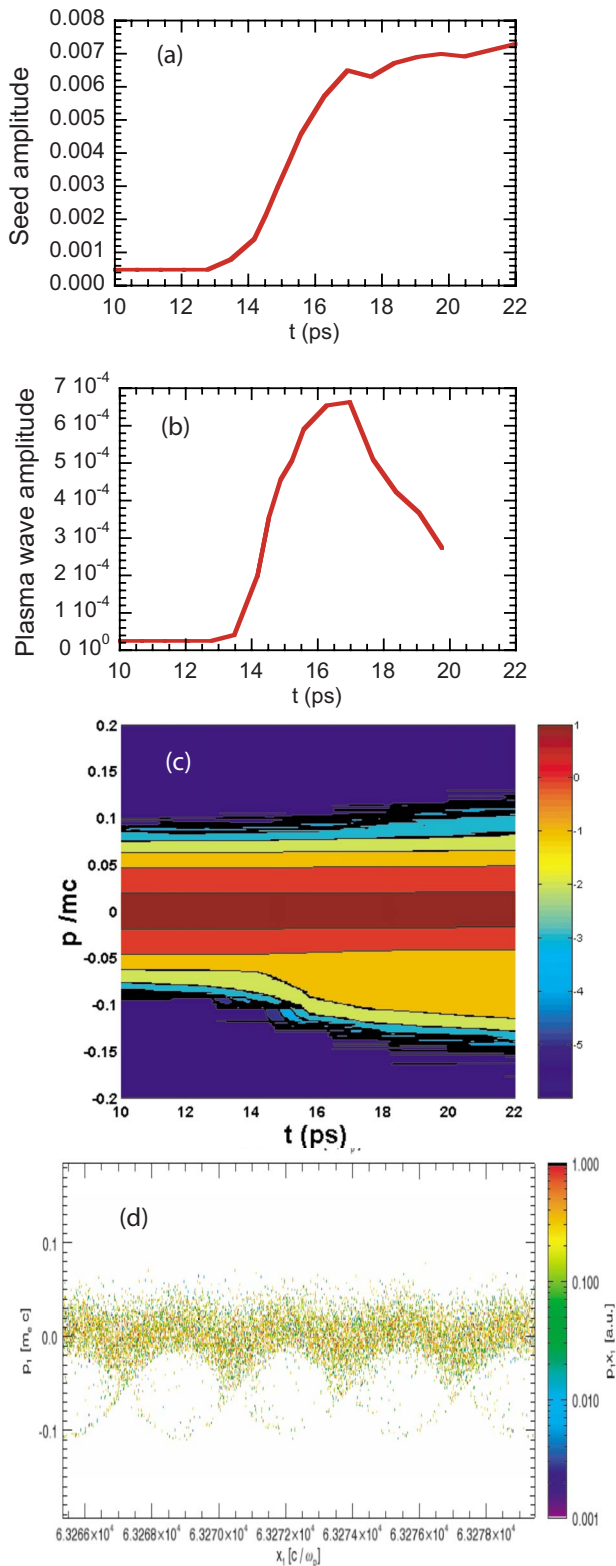 0.008
(a)
0.007
0.006
0.005
0.004
0.003
0.002
0.001
0.000
Seed amplitude
10 12 14 16 18 20 22
t (ps)
7 10-4
(b)
6 10-4
5 10-4
4 10-4
3 10-4
2 10-4
1 10-4
0 100
Plasma wave amplitude
10 12 14 16 18 20 22
t (ps)
0.2
(c)
0.15
0.1
0.05
0
-0.05
-0.1
-0.15
-0.2
p /mc
10 12 14 16 18 20 22
t (ps)
1
0
-1
-2
-3
-4
-5
(d)
0.1
0.0
-0.1
p1 [me c]
6.3266×10⁴ 6.3268×10⁴ 6.3270×10⁴ 6.3272×10⁴ 6.3274×10⁴ 6.3276×10⁴ 6.3278×10⁴
x1 [c / ωp]
1.000
0.100
0.010
0.001
p1x1 [a.u.]